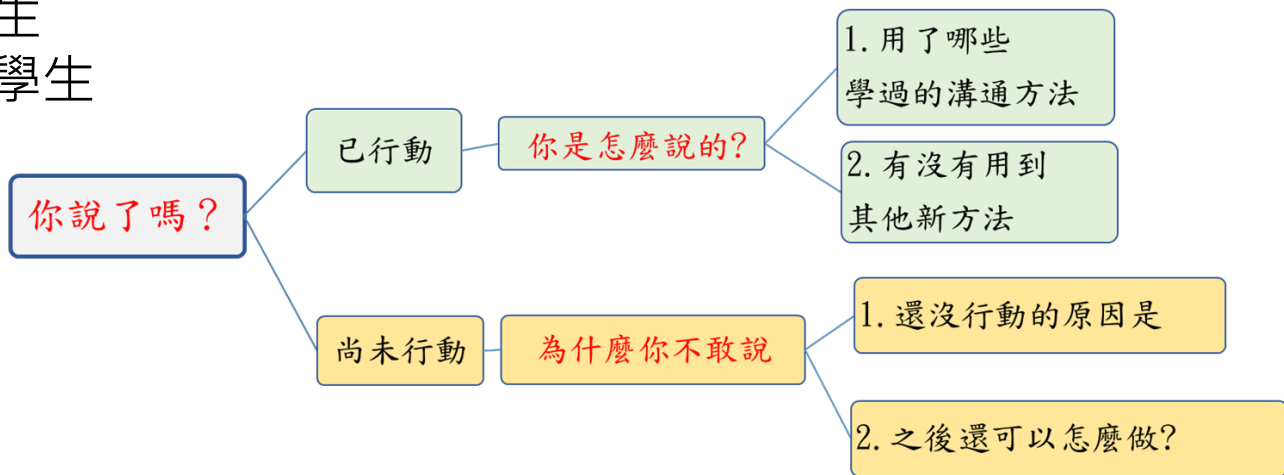 生
學生
你說了嗎？
已行動
你是怎麼說的?
1. 用了哪些
學過的溝通方法
2. 有沒有用到
其他新方法
尚未行動
為什麼你不敢說
1. 還沒行動的原因是
2. 之後還可以怎麼做?